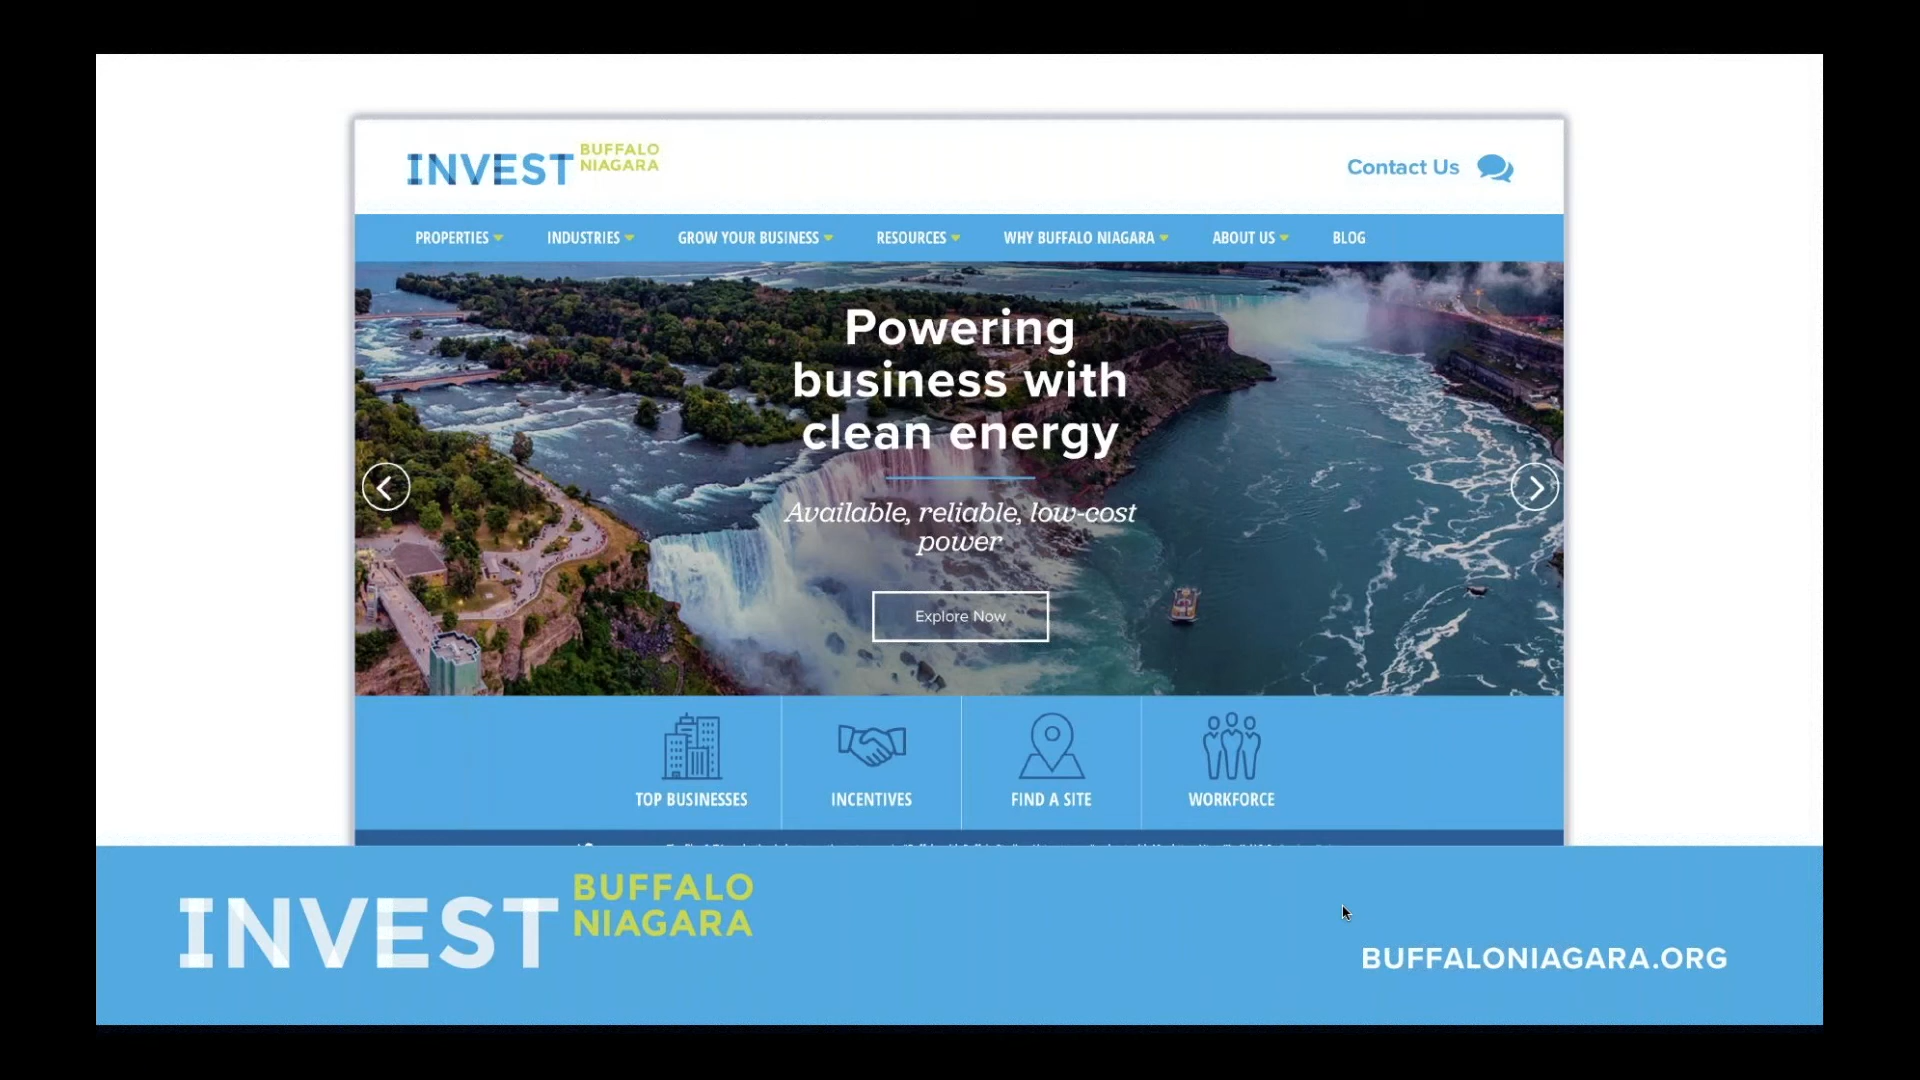 INVEST BUFFALO
NIAGARA
Contact Us
PROPERTIES INDUSTRIES GROW YOUR BUSINESS RESOURCES WHY BUFFALO NIAGARA ABOUT US BLOG
Powering
business with
clean energy
Available, reliable, low-cost
power
Explore Now
TOP BUSINESSES INCENTIVES FIND A SITE WORKFORCE
INVEST BUFFALO
NIAGARA
BUFFALONIAGARA.ORG